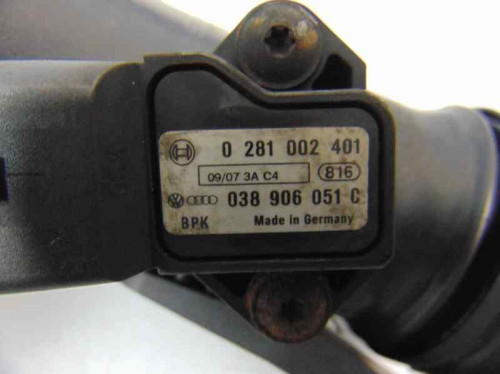 0 281 002 401
09/07 3A C4 816
038 906 051 C
BPK Made in Germany